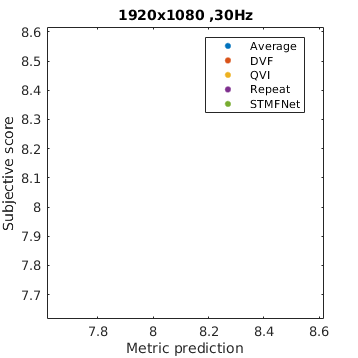 1920x1080 ,30Hz
Average
DVF
QVI
Repeat
STMFNet
Subjective score
8.6
8.5
8.4
8.3
8.2
8.1
8
7.9
7.8
7.7
7.8 8 8.2 8.4 8.6
Metric prediction